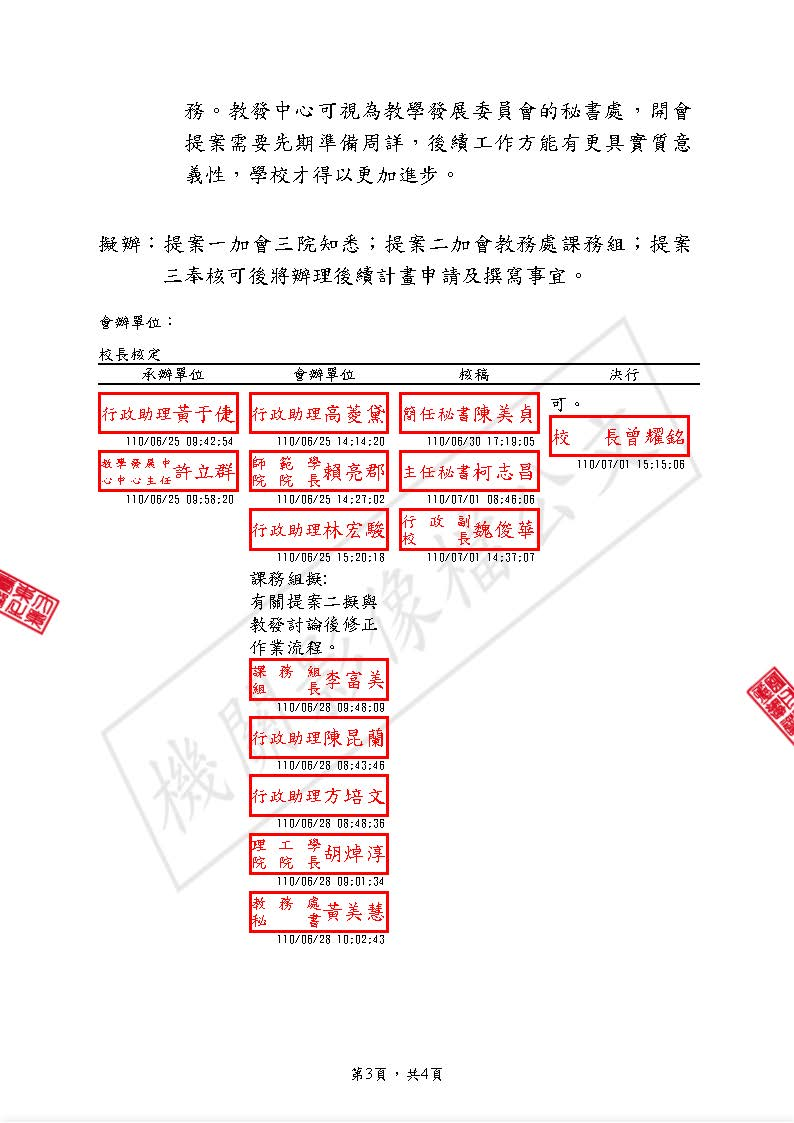 務。教發中心可視為教學發展委員會的秘書處，開會
提案需要先期準備周詳，後續工作方能有更具實質意
義性，學校才得以更加進步。
擬辦：提案一加會三院知悉；提案二加會教務處課務組；提案
三奉核可後將辦理後續計畫申請及撰寫事宜。
會辦單位：
校長核定
承辦單位
行政助理黃于倢
110/06/25 09:42:54
教學發展中
心中心主任許立群
110/06/25 09:58:20
會辦單位
行政助理高菱黛
110/06/25 14:14:20
師範學
院院長賴亮郡
110/06/25 14:27:02
行政助理林宏駿
110/06/25 15:20:18
課務組擬:
有關提案二擬與
教發討論後修正
作業流程。
課務組
組長李富美
110/06/28 09:48:09
行政助理陳昆蘭
110/06/28 08:43:46
行政助理方培文
110/06/28 08:48:36
理工學
院院長胡焯淳
110/06/28 09:01:34
教務處
秘書黃美慧
110/06/28 10:02:43
核稿
簡任秘書陳美貞
110/06/30 17:19:05
主任秘書柯志昌
110/07/01 08:46:06
行政副
校長魏俊華
110/07/01 14:37:07
決行
可。
校長曾耀銘
110/07/01 15:15:06
機關影像檔公文
第3頁，共4頁